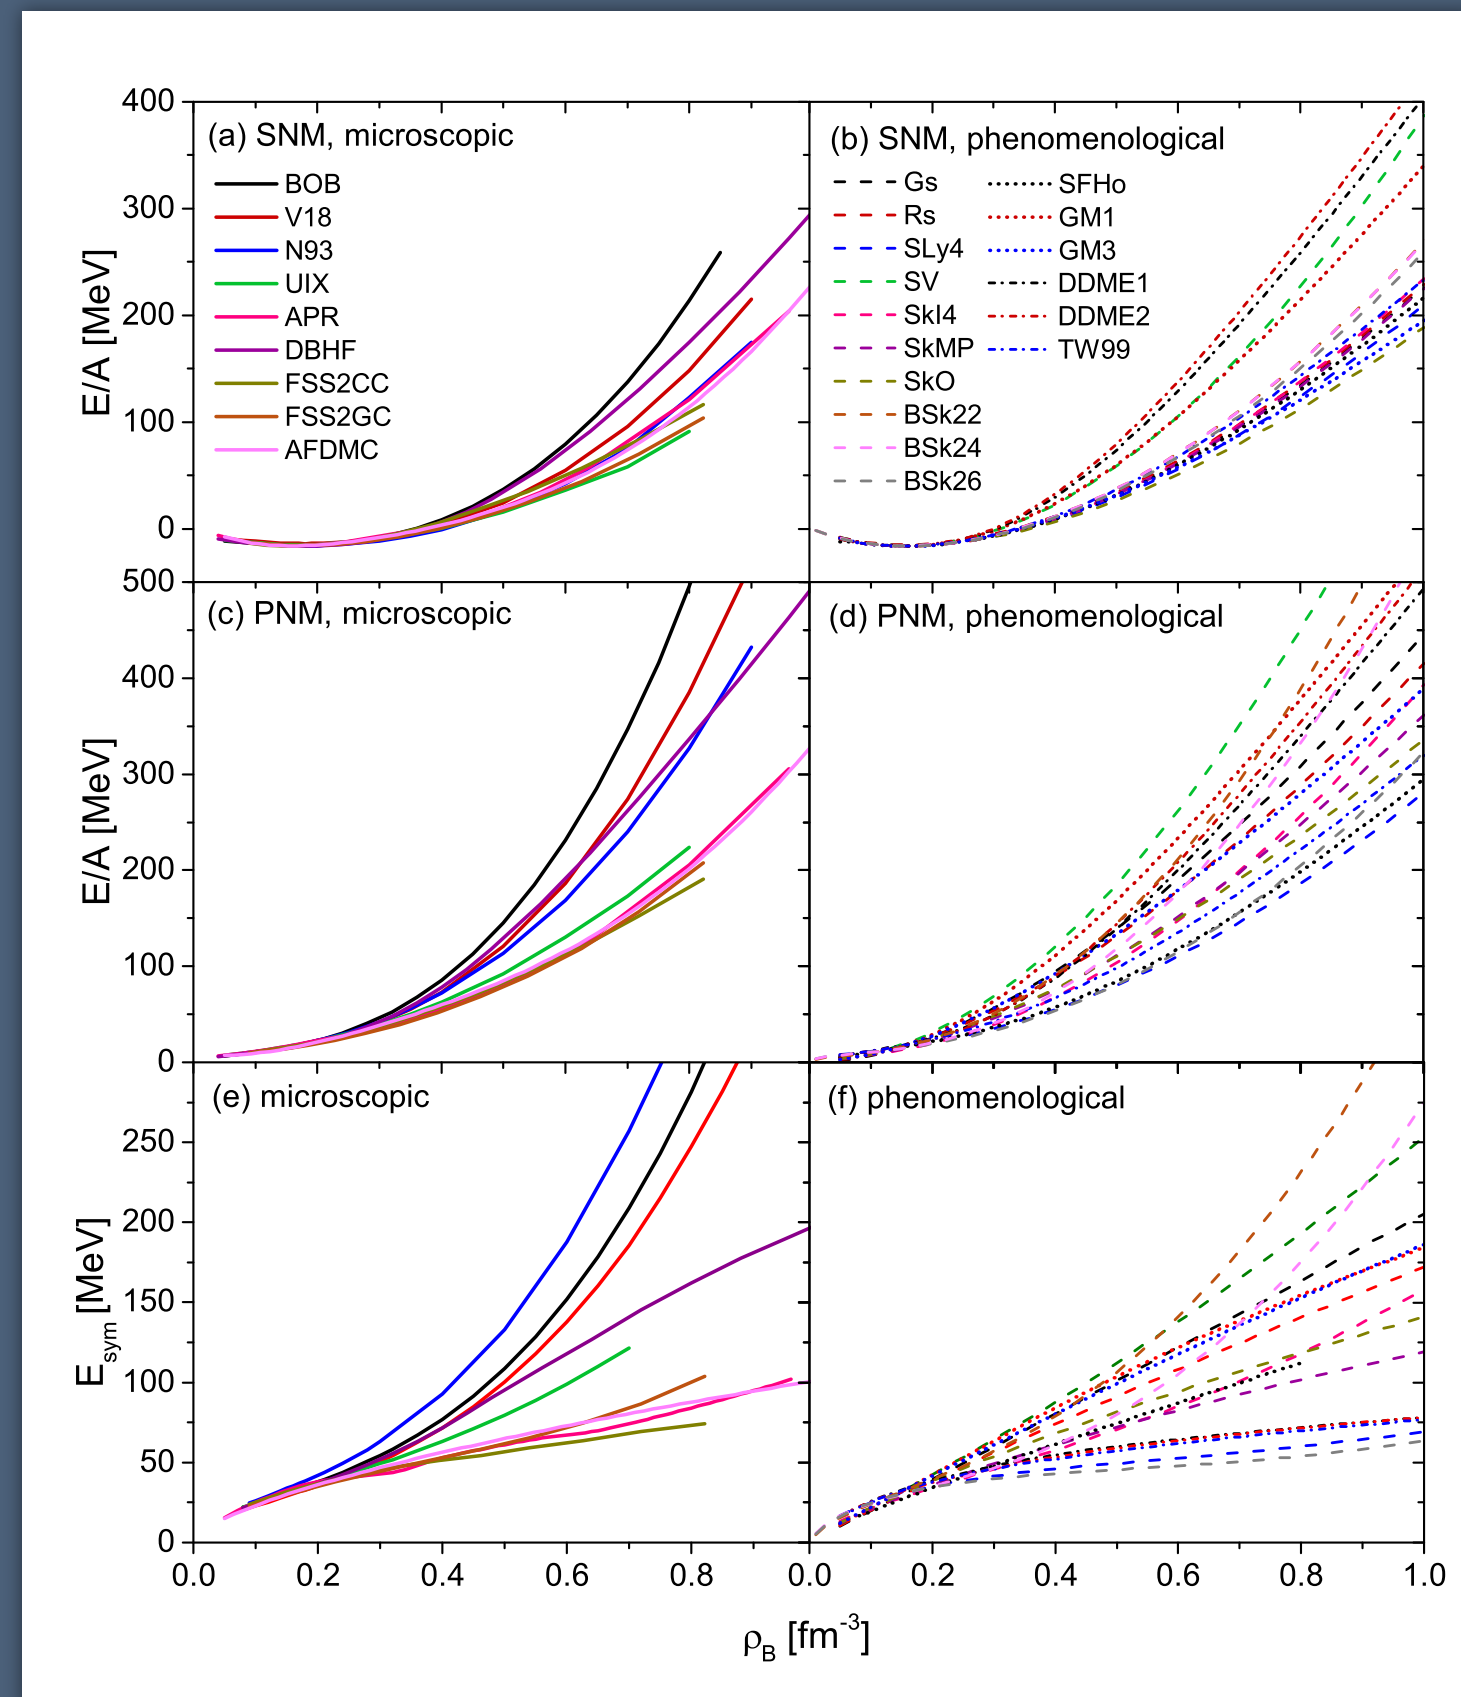 400
300
200
100
0
E/A [MeV]
(a) SNM, microscopic
BOB
V18
N93
UIX
APR
DBHF
FSS2CC
FSS2GC
AFDMC
(b) SNM, phenomenological
Gs
Rs
SLy4
SV
SkI4
SkMP
SkO
BSk22
BSk24
BSk26
SFHo
GM1
GM3
DDME1
DDME2
TW99
500
400
300
200
100
0
E/A [MeV]
(c) PNM, microscopic
(d) PNM, phenomenological
250
200
150
100
50
0
Esym [MeV]
(e) microscopic
(f) phenomenological
0.0 0.2 0.4 0.6 0.8 0.0 0.2 0.4 0.6 0.8 1.0
ρB [fm-3]